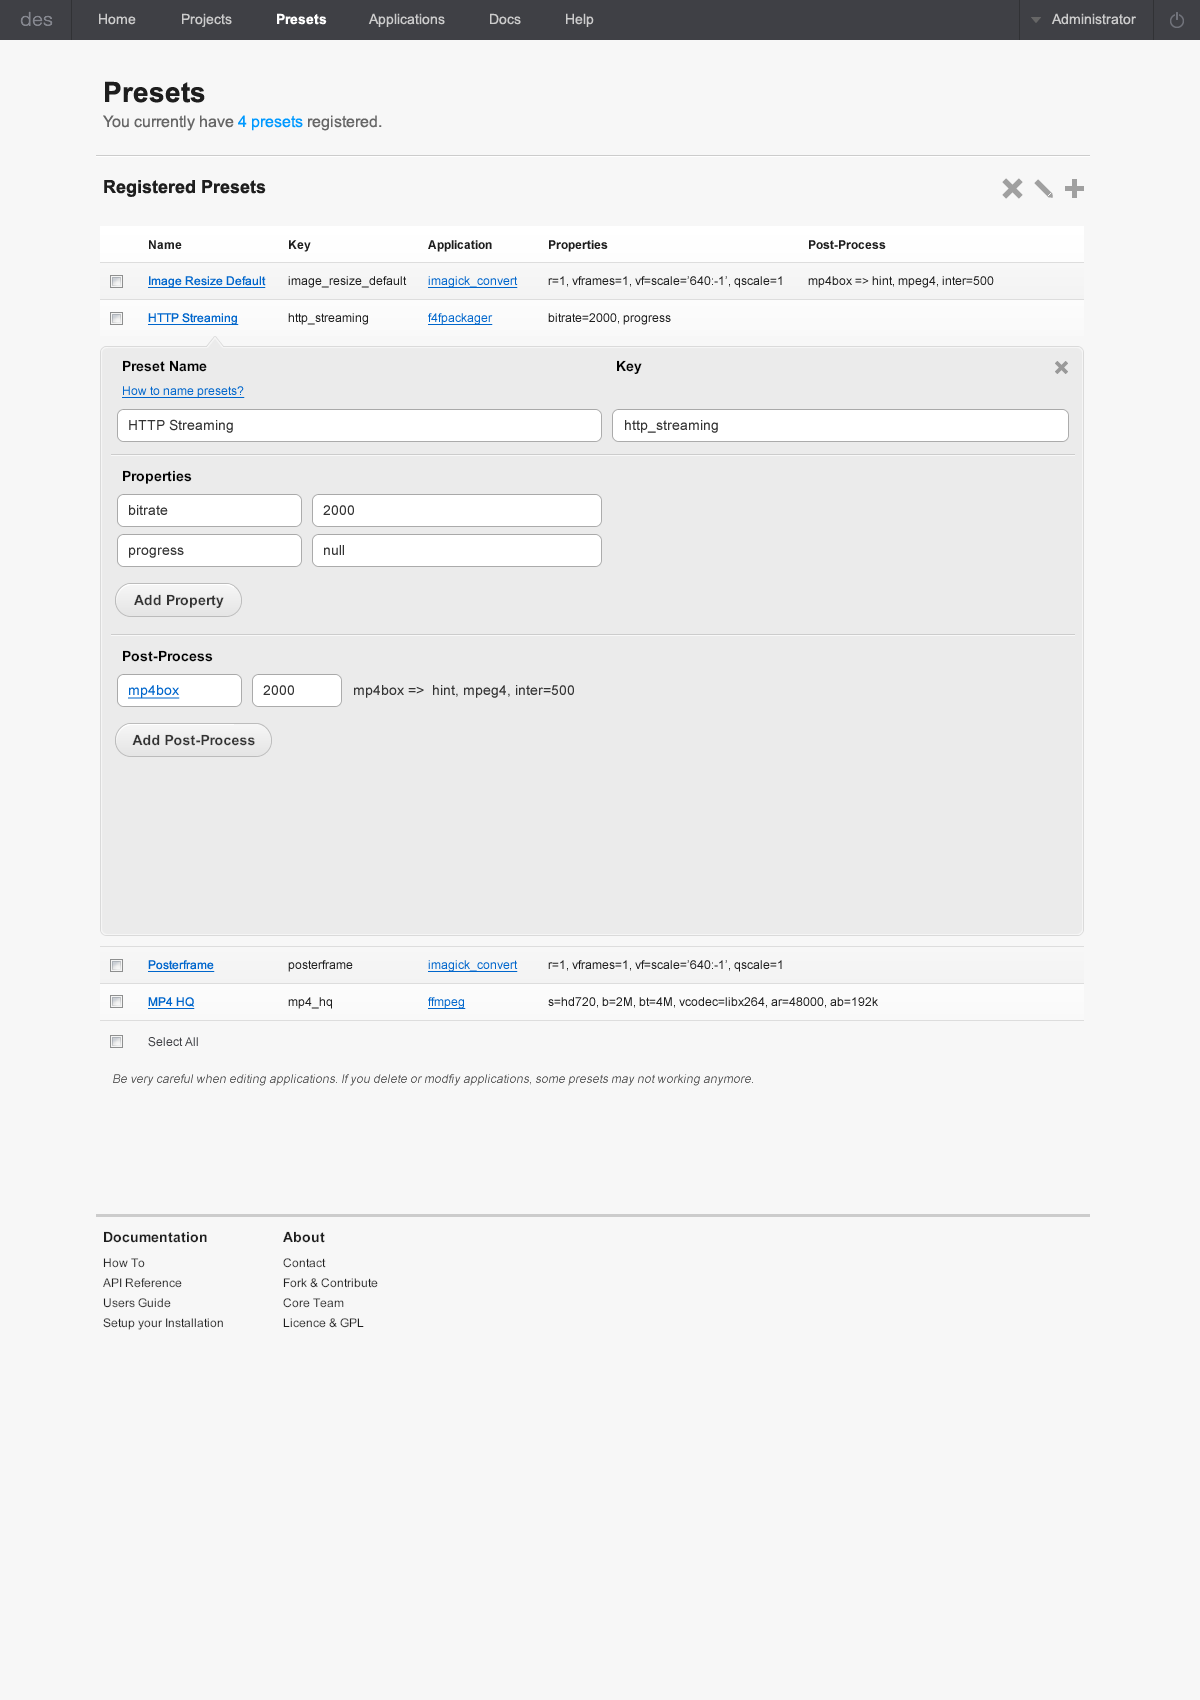 des Home Projects Presets Applications Docs Help Administrator
Presets
You currently have 4 presets registered.
Registered Presets
Name Key Application Properties Post-Process
Image Resize Default image_resize_default imagick_convert r=1, vframes=1, vf=scale='640:-1', qscale=1 mp4box => hint, mpeg4, inter=500
HTTP Streaming http_streaming f4fpackager bitrate=2000, progress
Preset Name Key
How to name presets?
HTTP Streaming http_streaming
Properties
bitrate 2000
progress null
Add Property
Post-Process
mp4box 2000 mp4box => hint, mpeg4, inter=500
Add Post-Process
Posterframe posterframe imagick_convert r=1, vframes=1, vf=scale='640:-1', qscale=1
MP4 HQ mp4_hq ffmpeg s=hd720, b=2M, bt=4M, vcodec=libx264, ar=48000, ab=192k
Select All
Be very careful when editing applications. If you delete or modfiy applications, some presets may not working anymore.
Documentation About
How To Contact
API Reference Fork & Contribute
Users Guide Core Team
Setup your Installation Licence & GPL